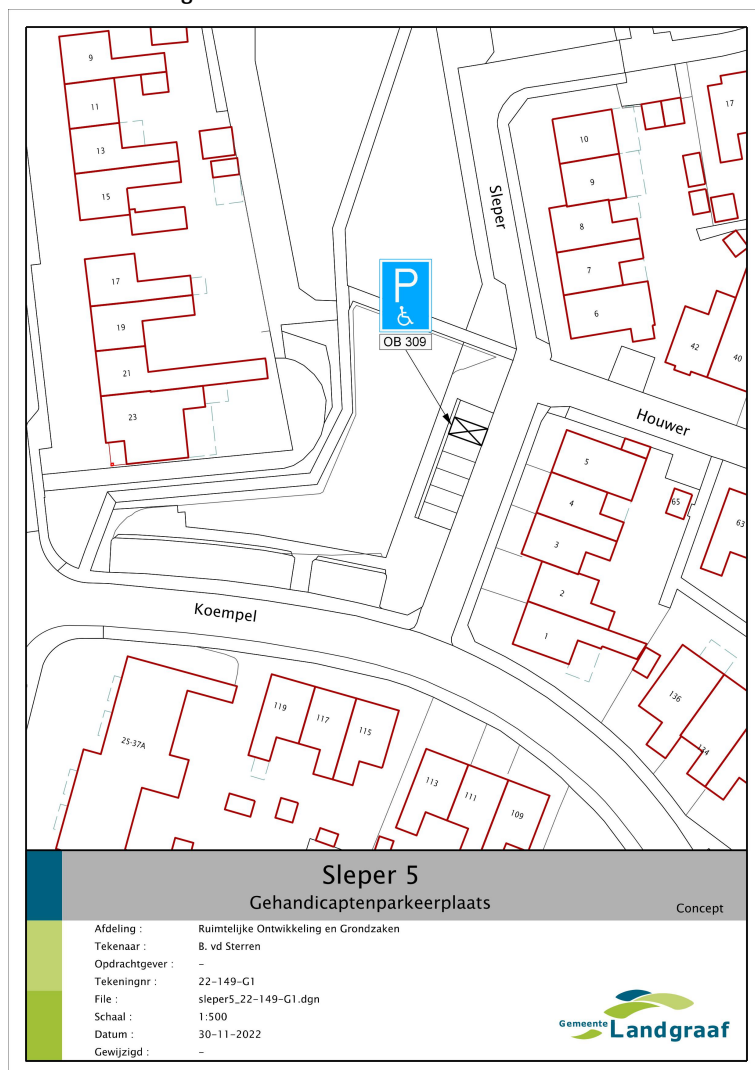 9
11
13
15
17
19
21
23
10
9
8
7
6
17
42
40
Sleper
P
OB 309
Houwer
5
4
3
2
1
65
63
Koempel
119
117
115
25-37A
113
111
109
136
134
Sleper 5
Gehandicaptenparkeerplaats
Concept
Afdeling : Ruimtelijke Ontwikkeling en Grondzaken
Tekenaar : B. vd Sterren
Opdrachtgever : –
Tekeningnr : 22-149-G1
File : sleper5_22-149-G1.dgn
Schaal : 1:500
Datum : 30-11-2022
Gewijzigd : –
Gemeente Landgraaf